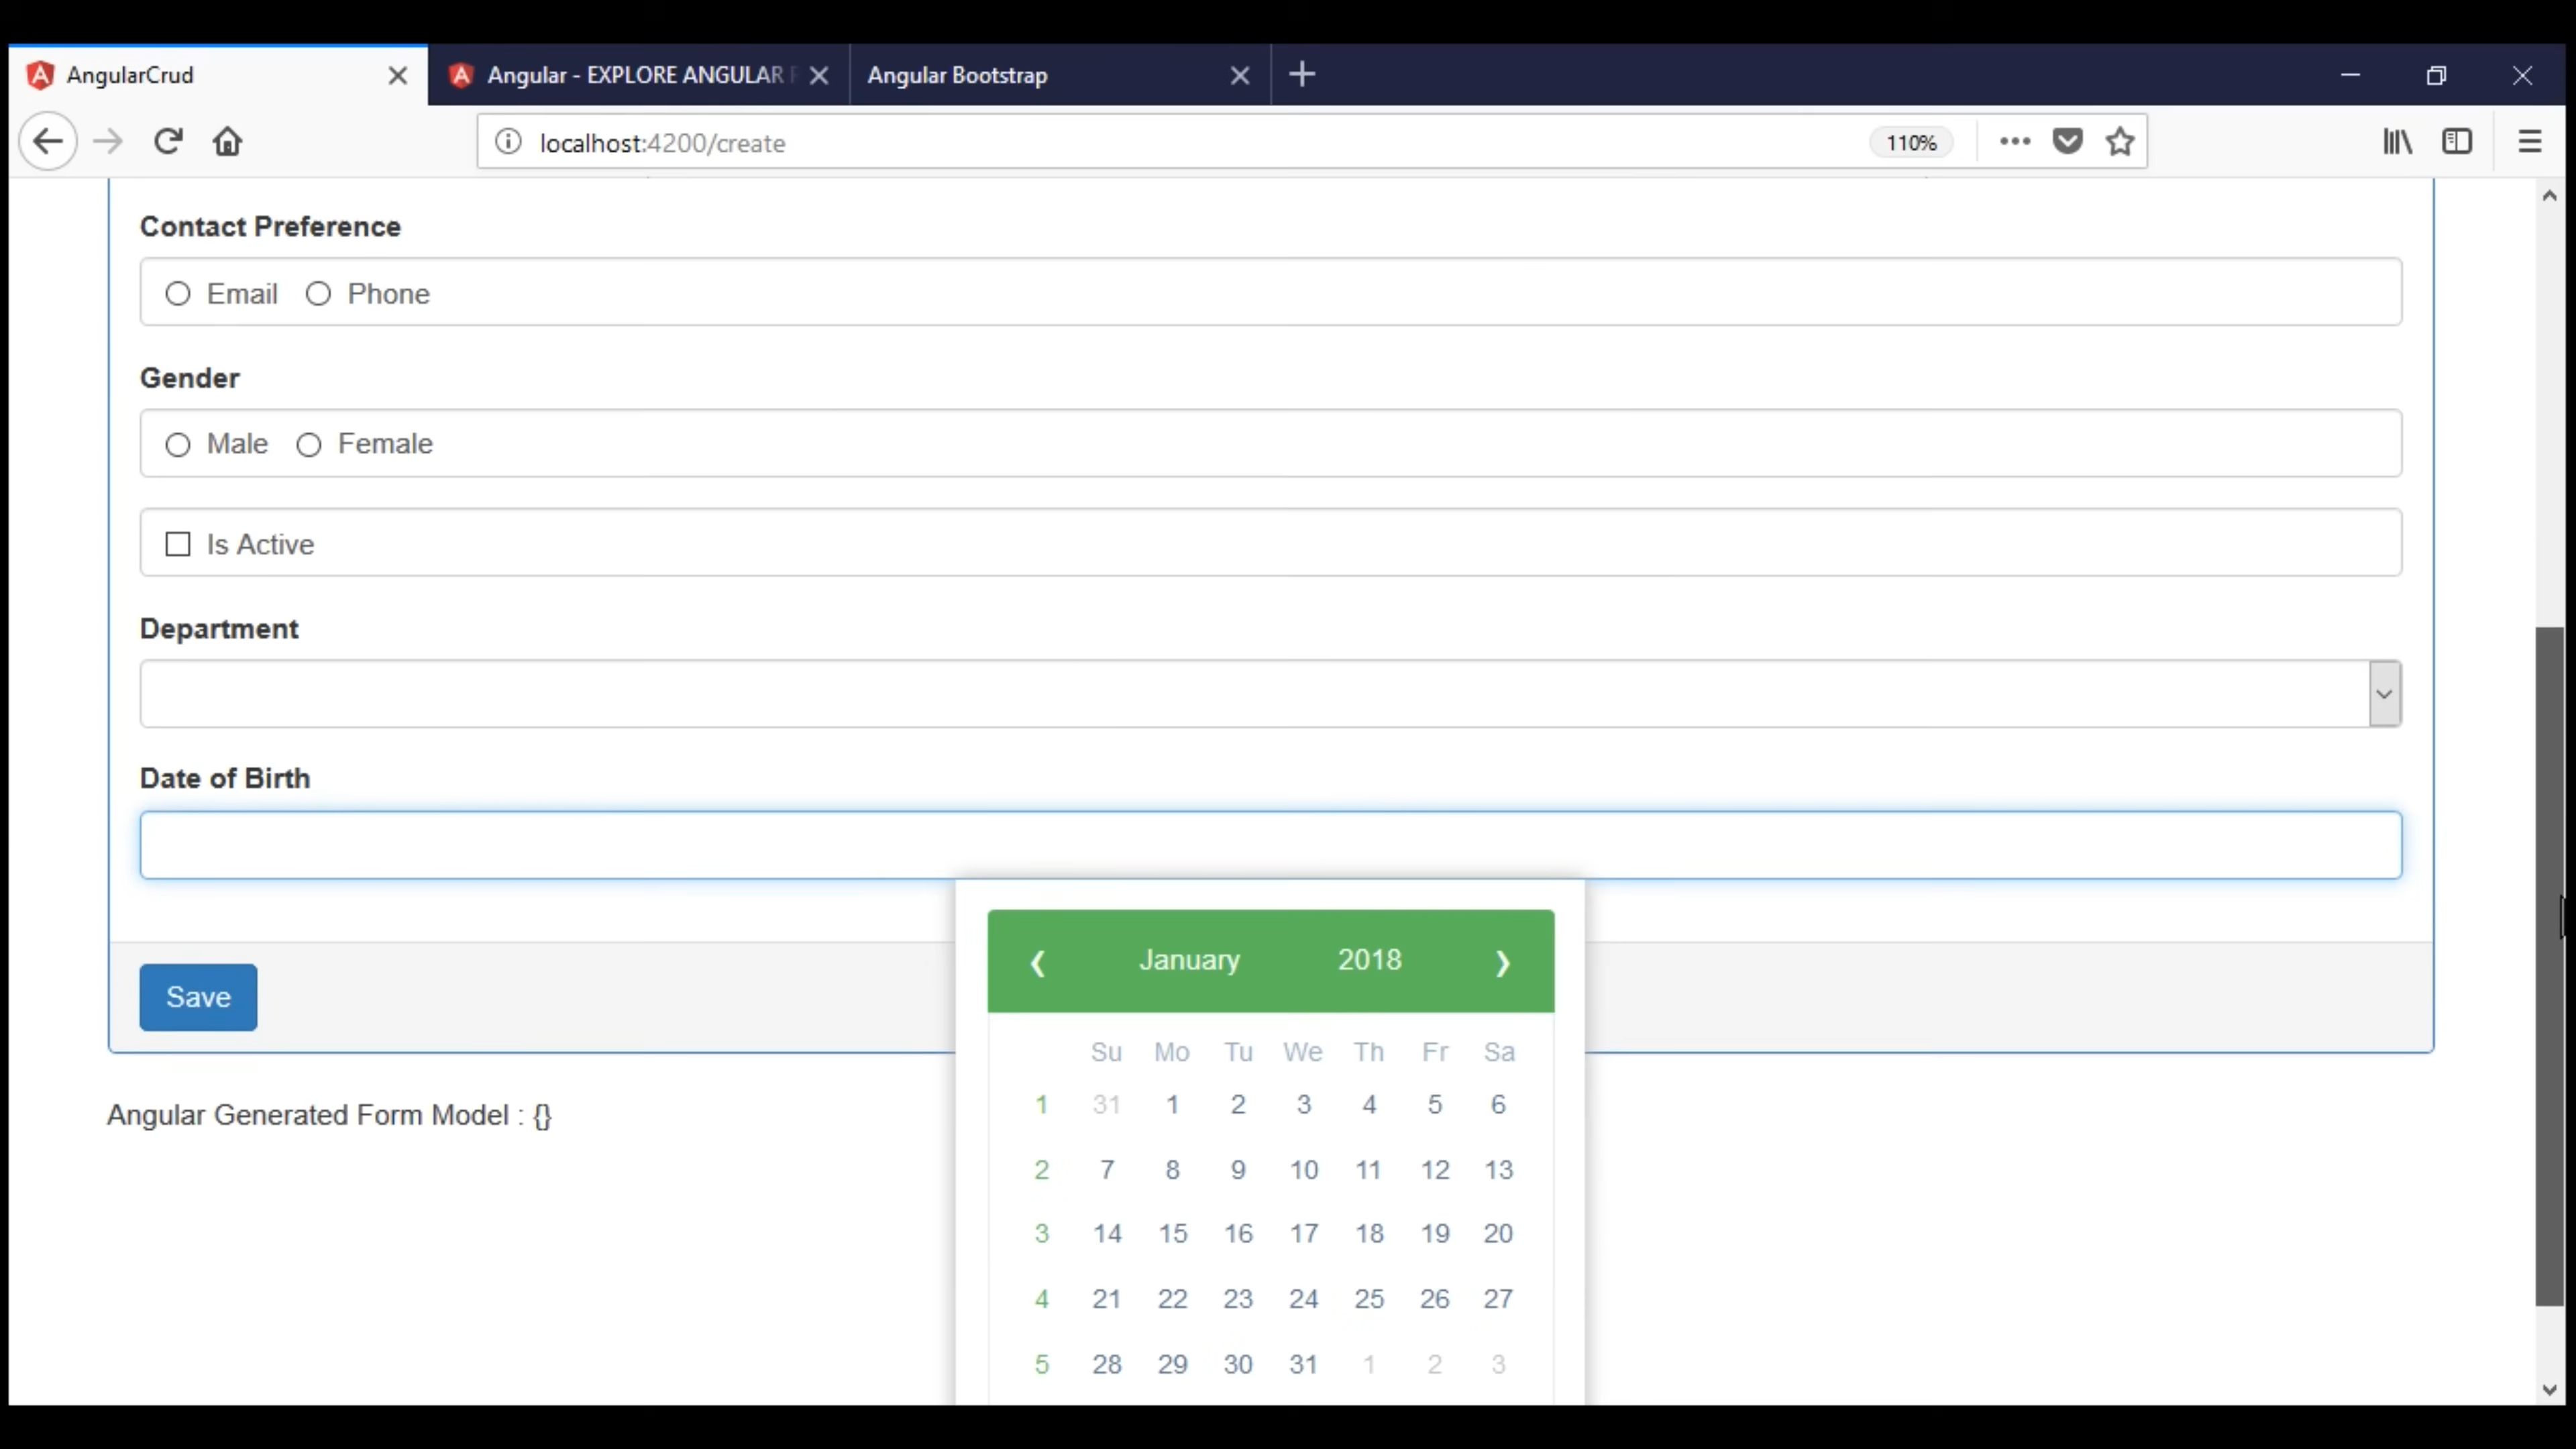 AngularCrud
Angular - EXPLORE ANGULAR
Angular Bootstrap
localhost:4200/create
110%
Contact Preference
Email Phone
Gender
Male Female
Is Active
Department
Date of Birth
January 2018
Save
Su Mo Tu We Th Fr Sa
1 31 1 2 3 4 5 6
Angular Generated Form Model : {}
2 7 8 9 10 11 12 13
3 14 15 16 17 18 19 20
4 21 22 23 24 25 26 27
5 28 29 30 31 1 2 3